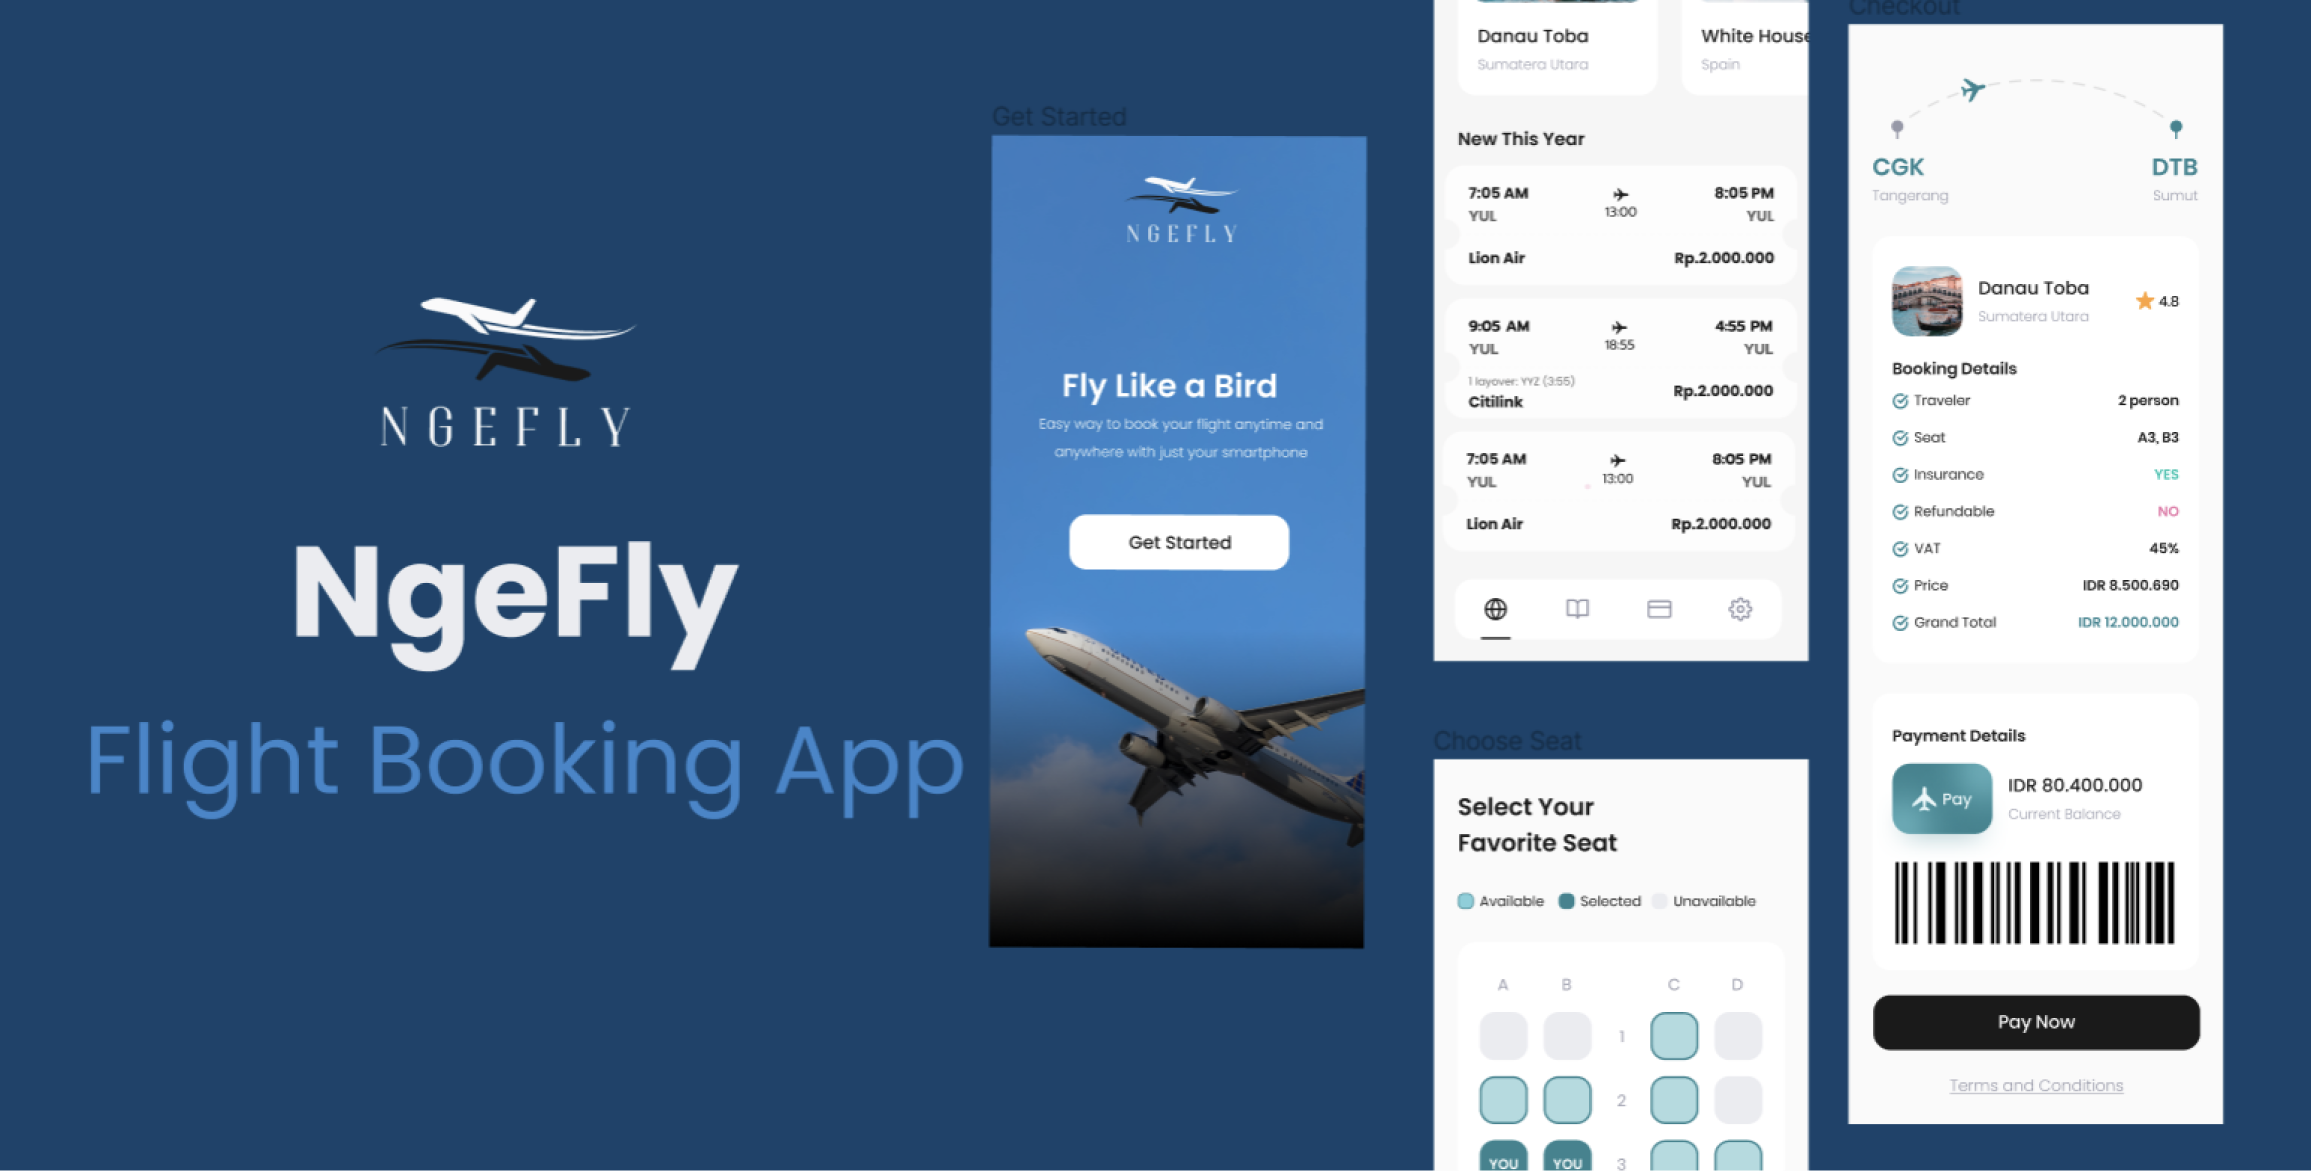 NGEFLY
NgeFly
Flight Booking App
Get Started
NGEFLY
Fly Like a Bird
Easy way to book your flight anytime and
anywhere with just your smartphone
Get Started
Danau Toba
Sumatera Utara
White House
Spain
New This Year
7:05 AM 8:05 PM
YUL 13:00 YUL
Lion Air Rp.2.000.000
9:05 AM 4:55 PM
YUL 18:55 YUL
1 layover: YYZ (3:55)
Citilink Rp.2.000.000
7:05 AM 8:05 PM
YUL 13:00 YUL
Lion Air Rp.2.000.000
Choose Seat
Select Your
Favorite Seat
Available Selected Unavailable
A B C D
1
2
YOU YOU 3
Checkout
CGK DTB
Tangerang Sumut
Danau Toba
Sumatera Utara
4.8
Booking Details
Traveler 2 person
Seat A3, B3
Insurance YES
Refundable NO
VAT 45%
Price IDR 8.500.690
Grand Total IDR 12.000.000
Payment Details
Pay
IDR 80.400.000
Current Balance
Pay Now
Terms and Conditions